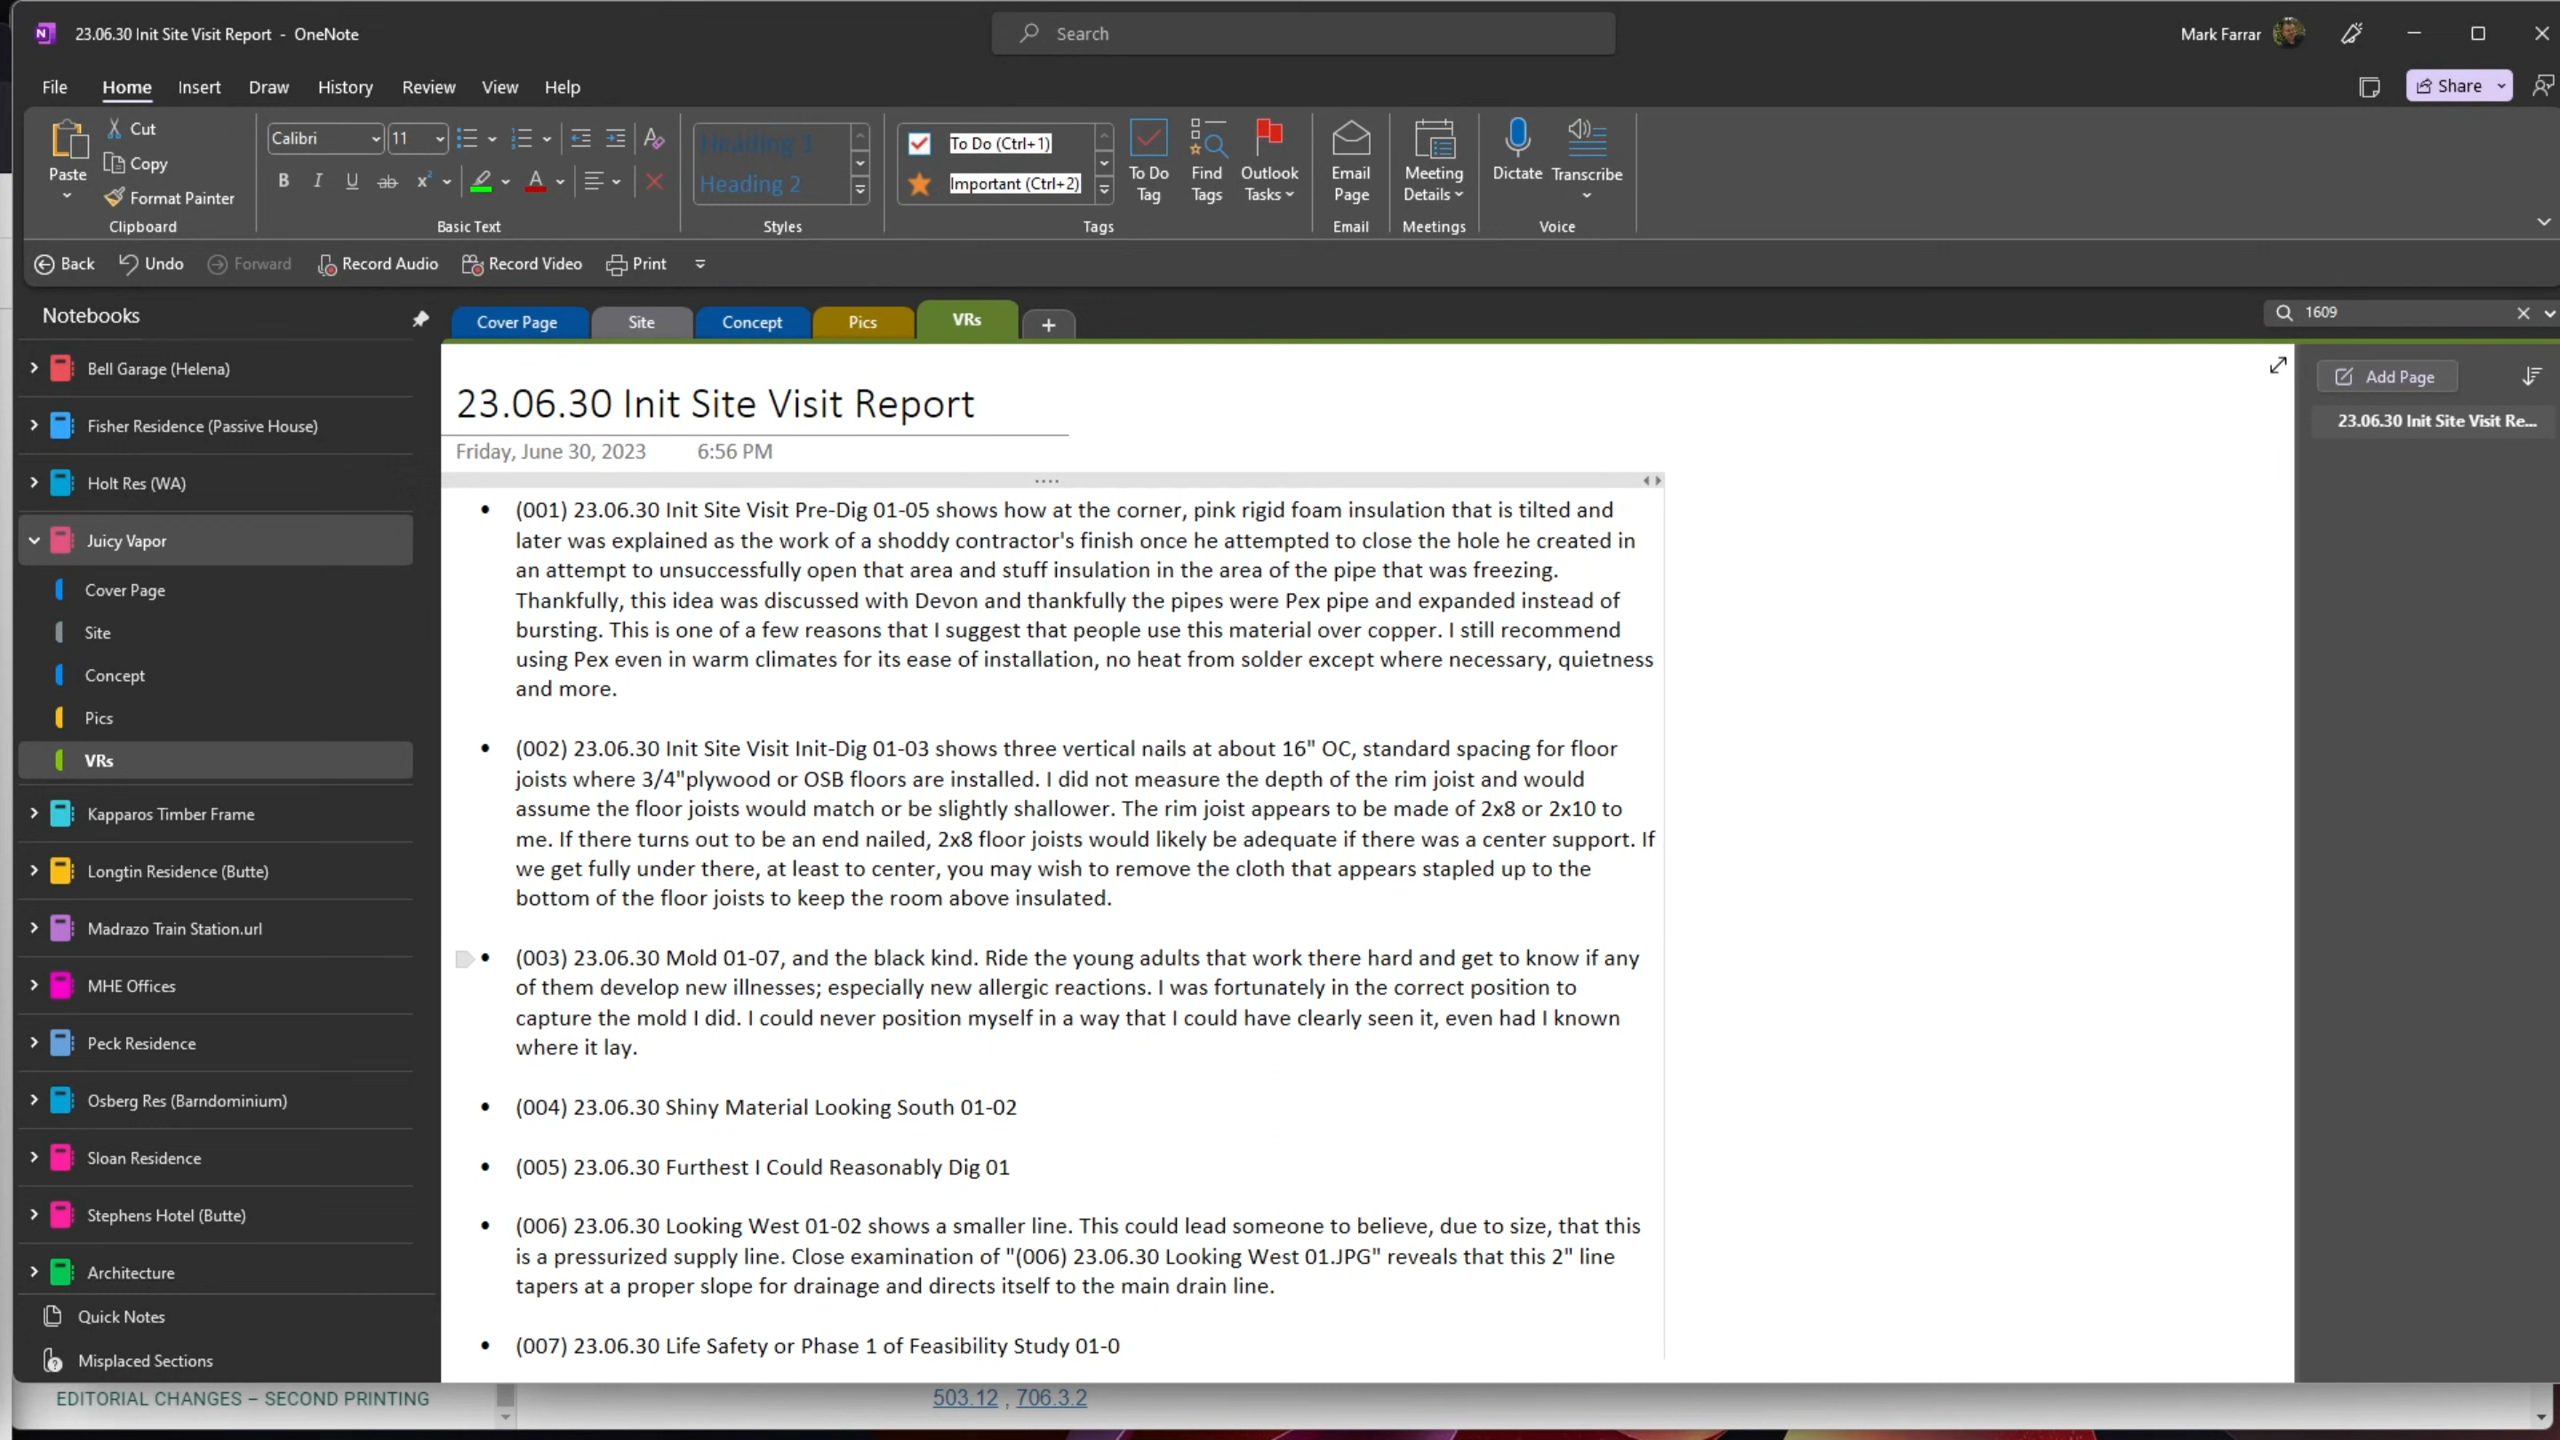 23.06.30 Init Site Visit Report - OneNote
Search
Mark Farrar
File Home Insert Draw History Review View Help
Share
Paste
Cut
Copy
Format Painter
Clipboard
Calibri 11
B I U ab x² A
Basic Text
Heading 1
Heading 2
Styles
To Do (Ctrl+1)
Important (Ctrl+2)
To Do Tag
Find Tags
Outlook Tasks
Tags
Email Page
Email
Meeting Details
Meetings
Dictate
Transcribe
Voice
Back Undo Forward Record Audio Record Video Print
Notebooks
Bell Garage (Helena)
Fisher Residence (Passive House)
Holt Res (WA)
Juicy Vapor
Cover Page
Site
Concept
Pics
VRs
Kapparos Timber Frame
Longtin Residence (Butte)
Madrazo Train Station.url
MHE Offices
Peck Residence
Osberg Res (Barndominium)
Sloan Residence
Stephens Hotel (Butte)
Architecture
Quick Notes
Misplaced Sections
Cover Page Site Concept Pics VRs +
1609
Add Page
23.06.30 Init Site Visit Re...
23.06.30 Init Site Visit Report
Friday, June 30, 2023 6:56 PM
• (001) 23.06.30 Init Site Visit Pre-Dig 01-05 shows how at the corner, pink rigid foam insulation that is tilted and
later was explained as the work of a shoddy contractor's finish once he attempted to close the hole he created in
an attempt to unsuccessfully open that area and stuff insulation in the area of the pipe that was freezing.
Thankfully, this idea was discussed with Devon and thankfully the pipes were Pex pipe and expanded instead of
bursting. This is one of a few reasons that I suggest that people use this material over copper. I still recommend
using Pex even in warm climates for its ease of installation, no heat from solder except where necessary, quietness
and more.
• (002) 23.06.30 Init Site Visit Init-Dig 01-03 shows three vertical nails at about 16" OC, standard spacing for floor
joists where 3/4"plywood or OSB floors are installed. I did not measure the depth of the rim joist and would
assume the floor joists would match or be slightly shallower. The rim joist appears to be made of 2x8 or 2x10 to
me. If there turns out to be an end nailed, 2x8 floor joists would likely be adequate if there was a center support. If
we get fully under there, at least to center, you may wish to remove the cloth that appears stapled up to the
bottom of the floor joists to keep the room above insulated.
• (003) 23.06.30 Mold 01-07, and the black kind. Ride the young adults that work there hard and get to know if any
of them develop new illnesses; especially new allergic reactions. I was fortunately in the correct position to
capture the mold I did. I could never position myself in a way that I could have clearly seen it, even had I known
where it lay.
• (004) 23.06.30 Shiny Material Looking South 01-02
• (005) 23.06.30 Furthest I Could Reasonably Dig 01
• (006) 23.06.30 Looking West 01-02 shows a smaller line. This could lead someone to believe, due to size, that this
is a pressurized supply line. Close examination of "(006) 23.06.30 Looking West 01.JPG" reveals that this 2" line
tapers at a proper slope for drainage and directs itself to the main drain line.
• (007) 23.06.30 Life Safety or Phase 1 of Feasibility Study 01-0
EDITORIAL CHANGES – SECOND PRINTING
503.12 , 706.3.2